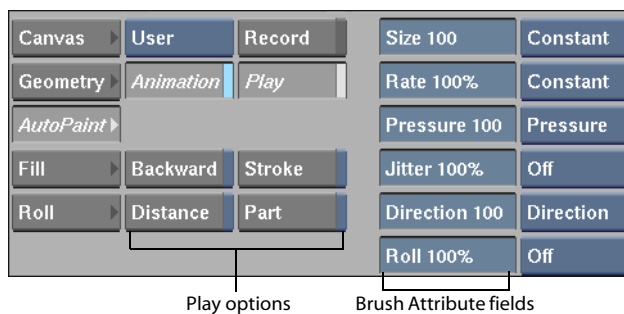 Canvas User Record Size 100 Constant
Geometry Animation Play Rate 100% Constant
AutoPaint Pressure 100 Pressure
Fill Backward Stroke Jitter 100% Off
Roll Distance Part Direction 100 Direction
Roll 100% Off
Play options Brush Attribute fields